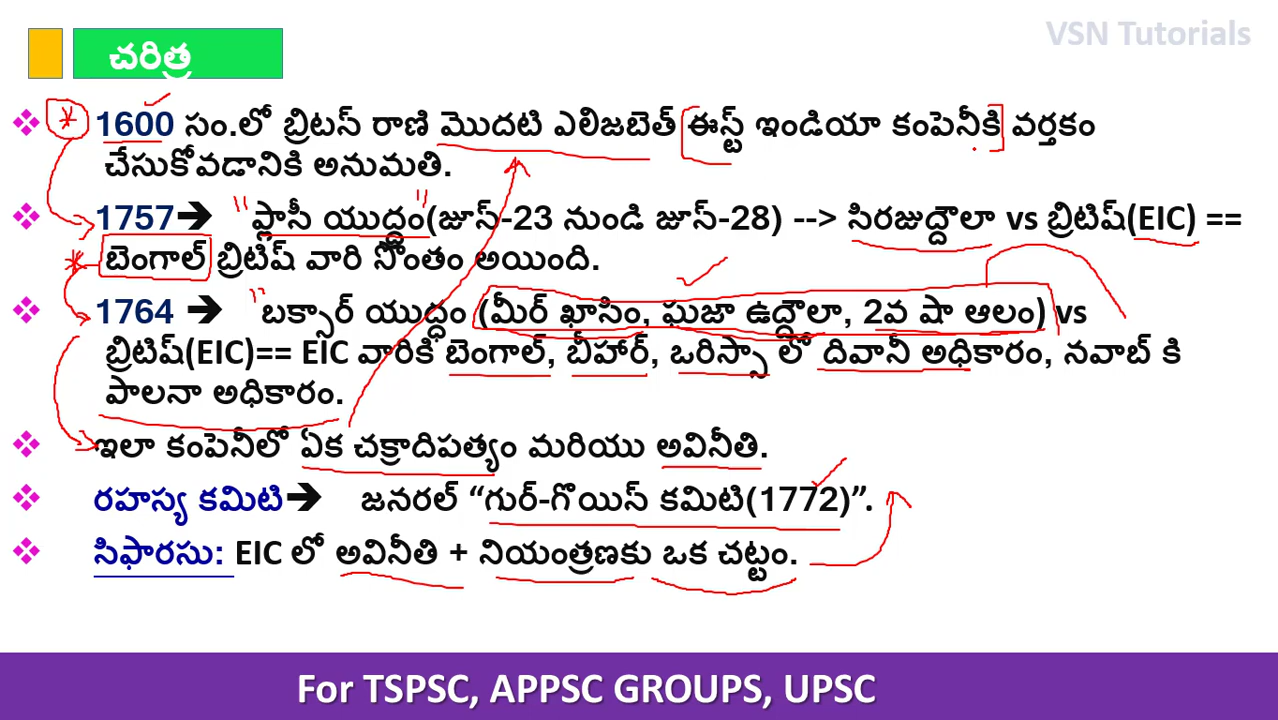 VSN Tutorials
చరిత్ర
❖ 1600 సం.లో బ్రిటన్ రాణి మొదటి ఎలిజబెత్ ఈస్ట్ ఇండియా కంపెనీకి వర్తకం
చేసుకోవడానికి అనుమతి.
❖ 1757➔ "ప్లాసీ యుద్ధం"(జూన్-23 నుండి జూన్-28) --> సిరజుద్దౌలా vs బ్రిటిష్(EIC) ==
బెంగాల్ బ్రిటిష్ వారి సొంతం అయింది.
❖ 1764 ➔ "బక్సార్ యుద్ధం (మీర్ ఖాసిం, ఘజా ఉద్దౌలా, 2వ షా ఆలం) vs
బ్రిటిష్(EIC)== EIC వారికి బెంగాల్, బీహార్, ఒరిస్సా లో దివానీ అధికారం, నవాబ్ కి
పాలనా అధికారం.
❖ ఇలా కంపెనీలో ఏక చక్రాదిపత్యం మరియు అవినీతి.
❖ రహస్య కమిటి➔ జనరల్ “గుర్-గొయిస్ కమిటి(1772)”.
❖ సిఫారసు: EIC లో అవినీతి + నియంత్రణకు ఒక చట్టం.
For TSPSC, APPSC GROUPS, UPSC